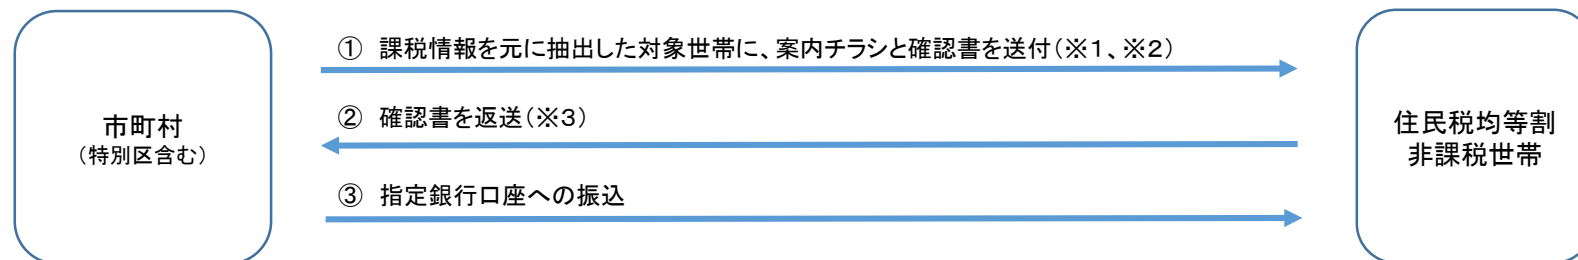 ① 課税情報を元に抽出した対象世帯に、案内チラシと確認書を送付(※1、※2)
② 確認書を返送(※3)
③ 指定銀行口座への振込
市町村
(特別区含む)
住民税均等割
非課税世帯